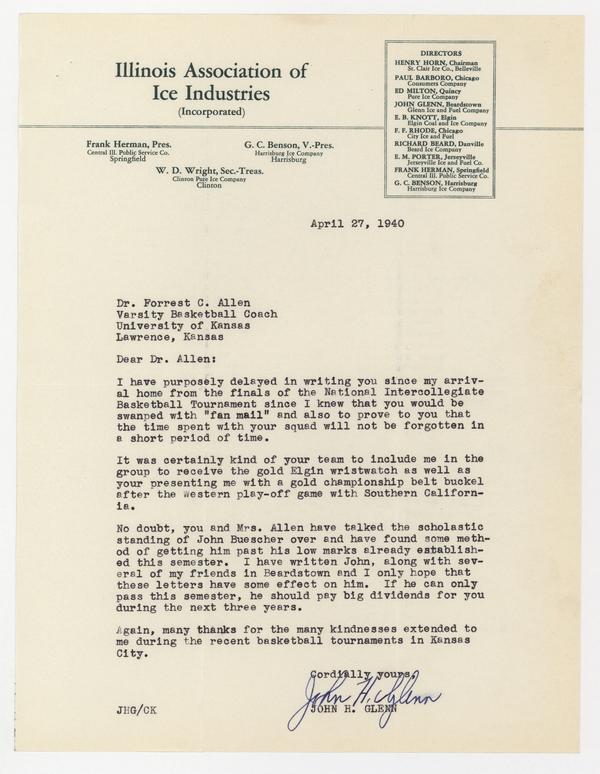 Illinois Association of
Ice Industries
(Incorporated)
Frank Herman, Pres.
Central Ill. Public Service Co.
Springfield
G. C. Benson, V.-Pres.
Harrisburg Ice Company
Harrisburg
W. D. Wright, Sec.-Treas.
Clinton Pure Ice Company
Clinton
DIRECTORS
HENRY HORN, Chairman
St. Clair Ice Co., Belleville
PAUL BARBORO, Chicago
Consumers Company
ED MILTON, Quincy
Pure Ice Company
JOHN GLENN, Beardstown
Glenn Ice and Fuel Company
E. B. KNOTT, Elgin
Elgin Coal and Ice Company
F. F. RHODE, Chicago
City Ice and Fuel
RICHARD BEARD, Danville
Beard Ice Company
E. M. PORTER, Jerseyville
Jerseyville Ice and Fuel Co.
FRANK HERMAN, Springfield
Central Ill. Public Service Co.
G. C. BENSON, Harrisburg
Harrisburg Ice Company
April 27, 1940
Dr. Forrest C. Allen
Varsity Basketball Coach
University of Kansas
Lawrence, Kansas
Dear Dr. Allen:
I have purposely delayed in writing you since my arriv-
al home from the finals of the National Intercollegiate
Basketball Tournament since I knew that you would be
swanped with "fan mail" and also to prove to you that
the time spent with your squad will not be forgotten in
a short period of time.
It was certainly kind of your team to include me in the
group to receive the gold Elgin wristwatch as well as
your presenting me with a gold championship belt buckel
after the Western play-off game with Southern Californ-
ia.
No doubt, you and Mrs. Allen have talked the scholastic
standing of John Buescher over and have found some meth-
od of getting him past his low marks already establish-
ed this semester. I have written John, along with sev-
eral of my friends in Beardstown and I only hope that
these letters have some effect on him. If he can only
pass this semester, he should pay big dividends for you
during the next three years.
Again, many thanks for the many kindnesses extended to
me during the recent basketball tournaments in Kansas
City.
Cordially yours,
John H. Glenn
JOHN H. GLENN
JHG/CK